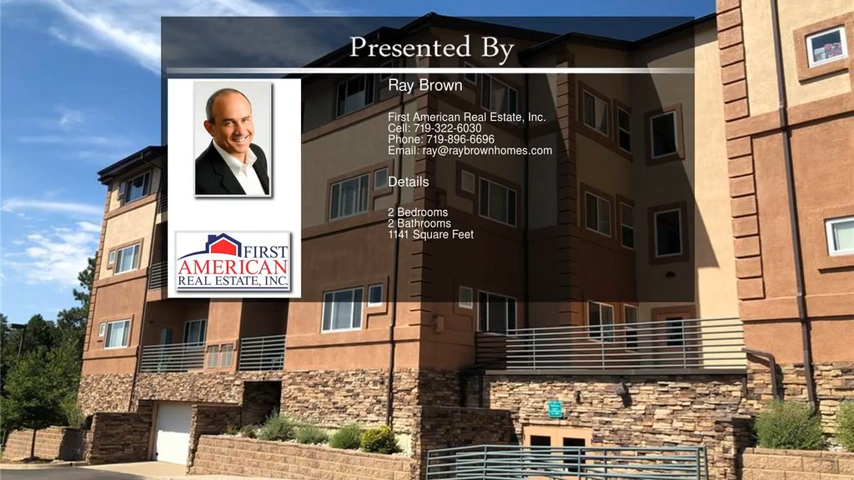 Presented By
Ray Brown
First American Real Estate, Inc.
Cell: 719-322-6030
Phone: 719-896-6696
Email: ray@raybrownhomes.com
Details
2 Bedrooms
2 Bathrooms
1141 Square Feet
FIRST
AMERICAN
REAL ESTATE, INC.